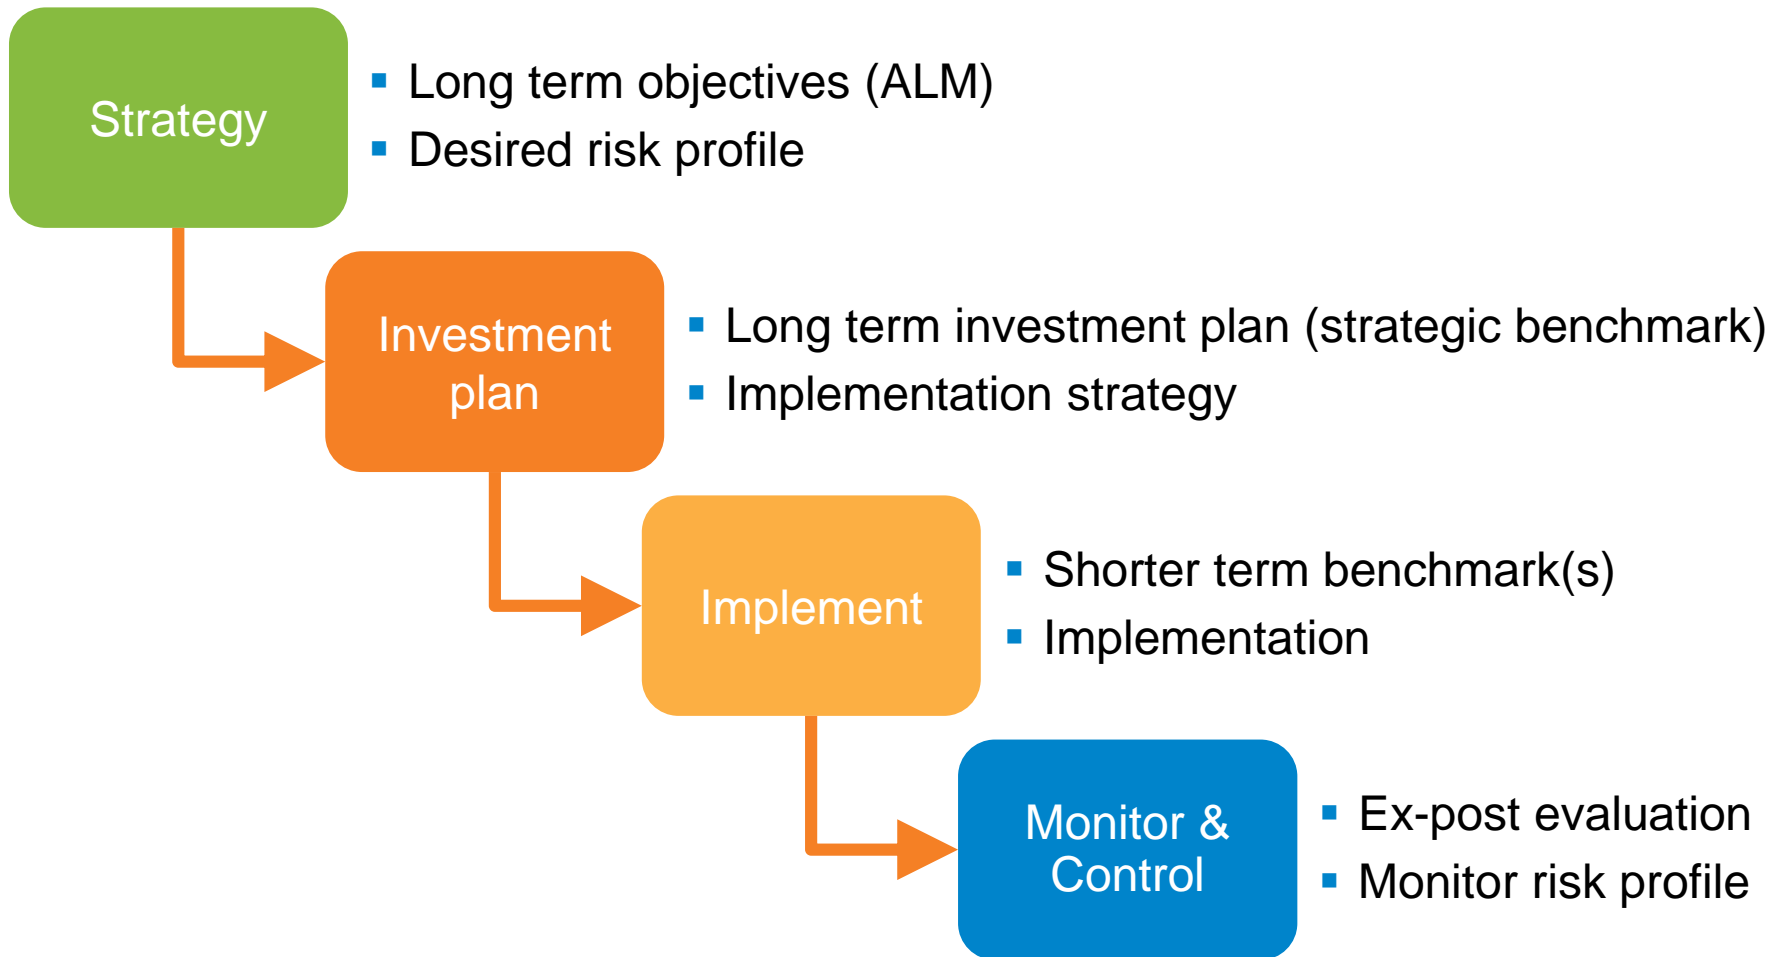 Strategy
▪ Long term objectives (ALM)
▪ Desired risk profile
Investment
plan
▪ Long term investment plan (strategic benchmark)
▪ Implementation strategy
Implement
▪ Shorter term benchmark(s)
▪ Implementation
Monitor &
Control
▪ Ex-post evaluation
▪ Monitor risk profile